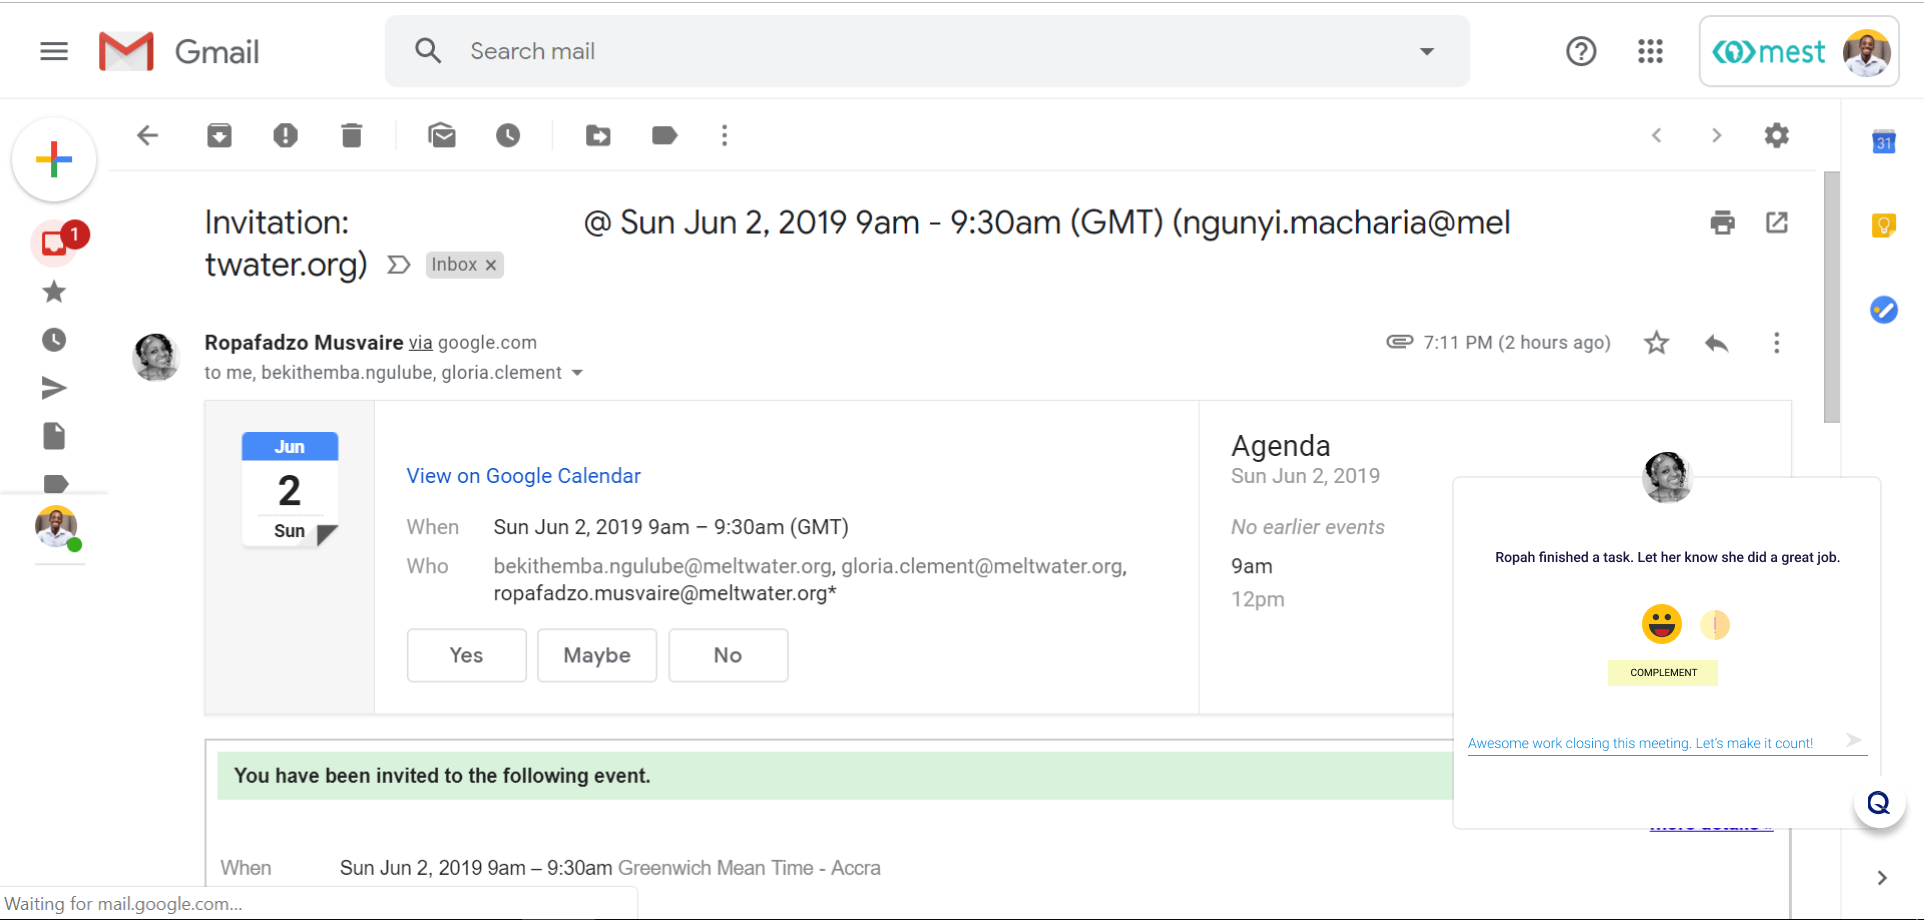 Gmail
Search mail
mest
31
1
Invitation: @ Sun Jun 2, 2019 9am - 9:30am (GMT) (ngunyi.macharia@mel
twater.org) Inbox ×
Ropafadzo Musvaire via google.com
7:11 PM (2 hours ago)
to me, bekithemba.ngulube, gloria.clement
Jun
2
Sun
View on Google Calendar
When Sun Jun 2, 2019 9am – 9:30am (GMT)
Who bekithemba.ngulube@meltwater.org, gloria.clement@meltwater.org,
ropafadzo.musvaire@meltwater.org*
Yes Maybe No
Agenda
Sun Jun 2, 2019
No earlier events
9am
12pm
Ropah finished a task. Let her know she did a great job.
COMPLEMENT
Awesome work closing this meeting. Let's make it count!
Q
You have been invited to the following event.
more details »
When Sun Jun 2, 2019 9am – 9:30am Greenwich Mean Time - Accra
Waiting for mail.google.com...